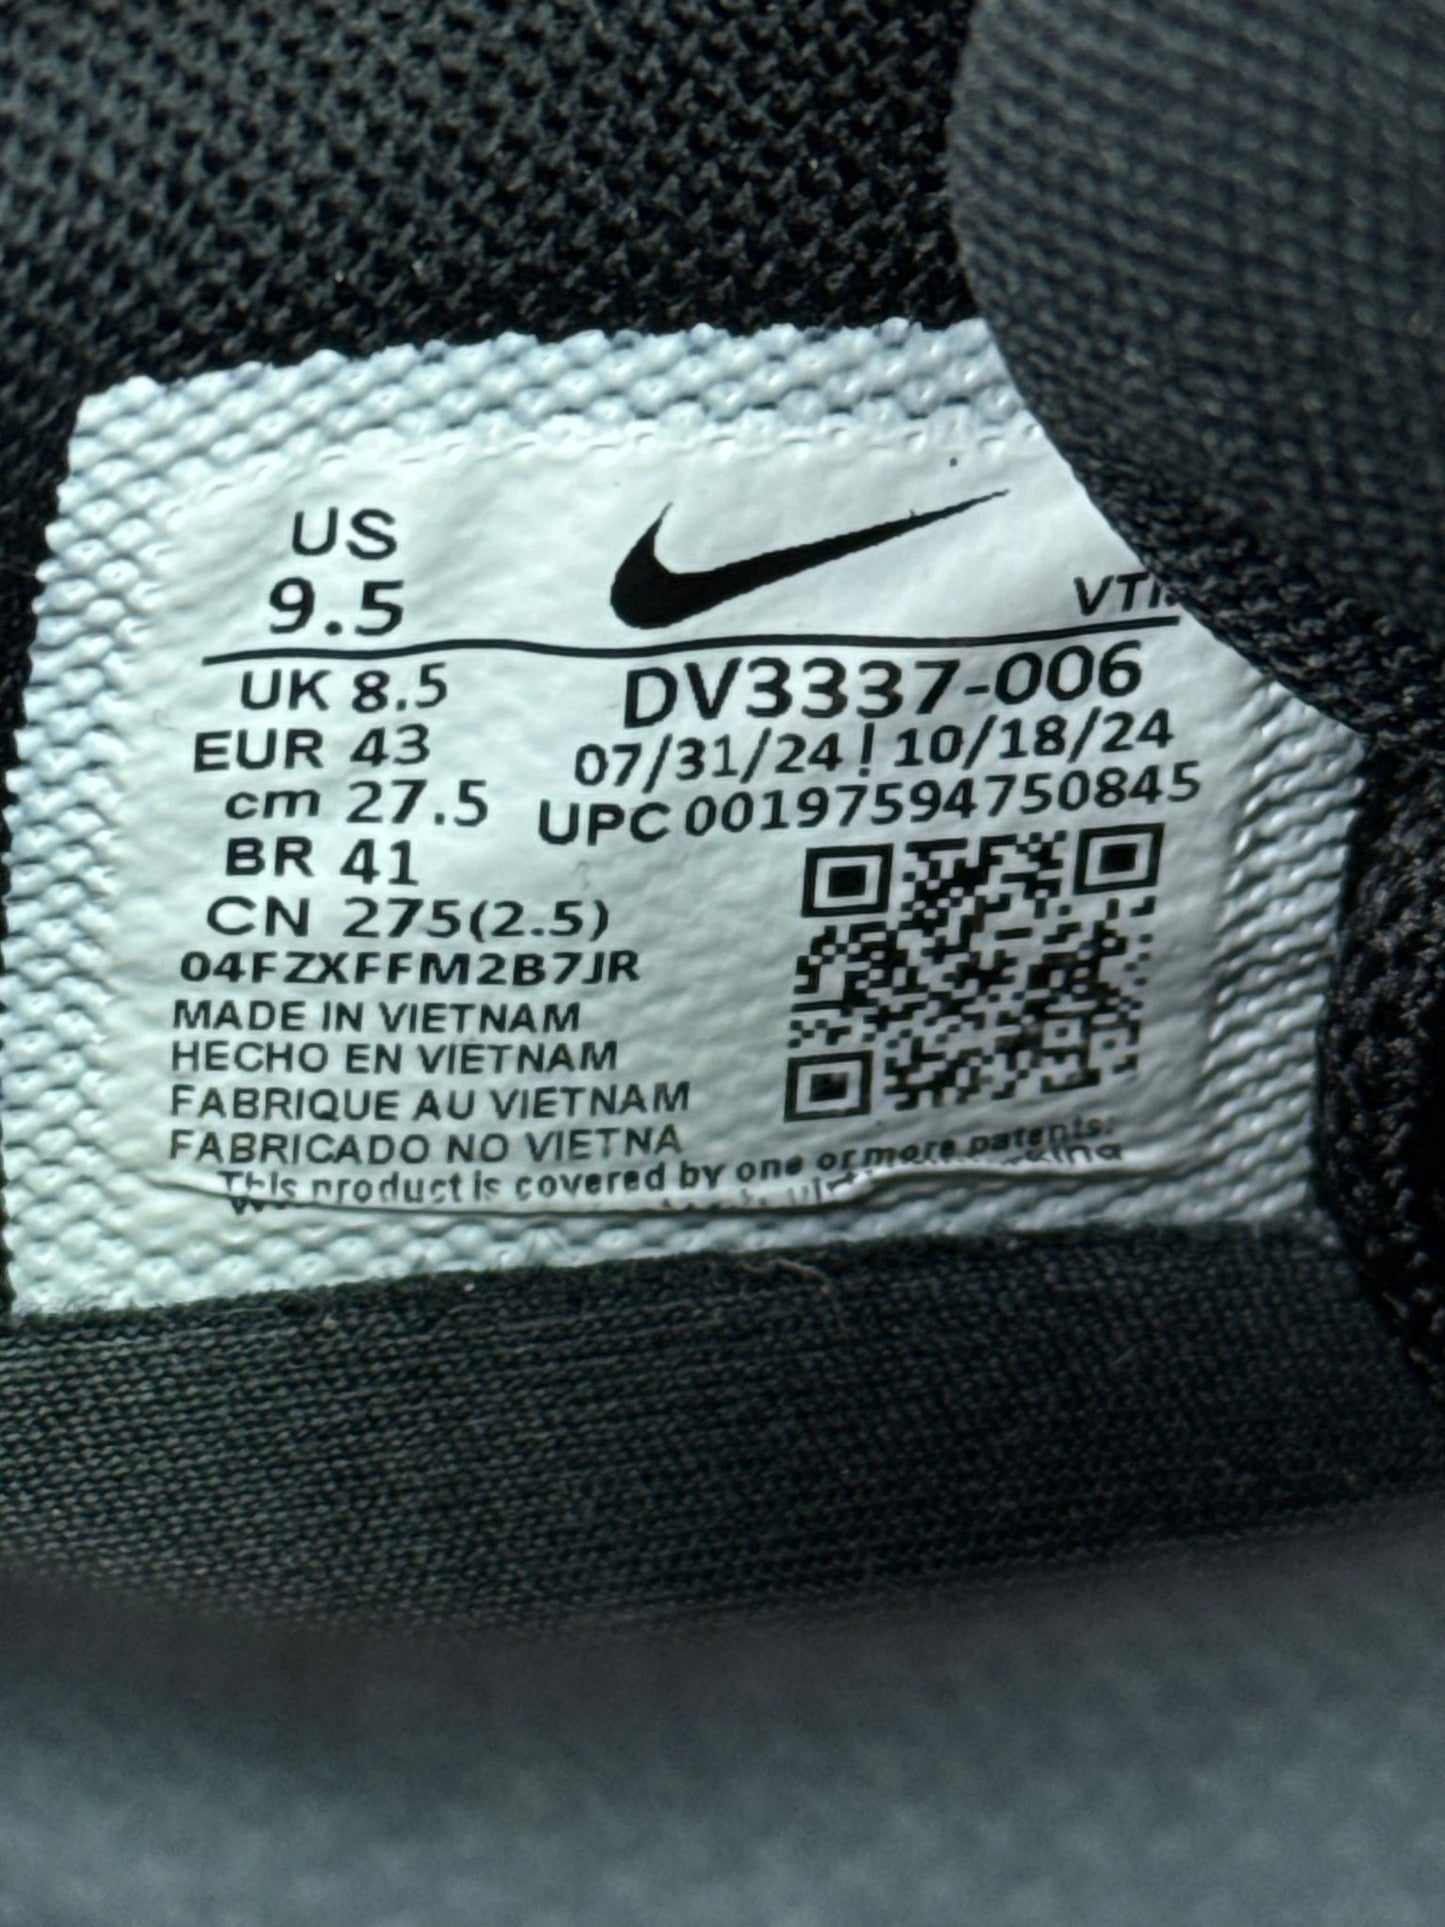 US
9.5
UK 8.5
EUR 43
cm 27.5
BR 41
CN 275(2.5)
04FZXFFM2B7JR
MADE IN VIETNAM
HECHO EN VIETNAM
FABRIQUE AU VIETNAM
FABRICADO NO VIETNA
DV3337-006
07/31/24 ! 10/18/24
UPC 00197594750845
This product is covered by one or more patents: